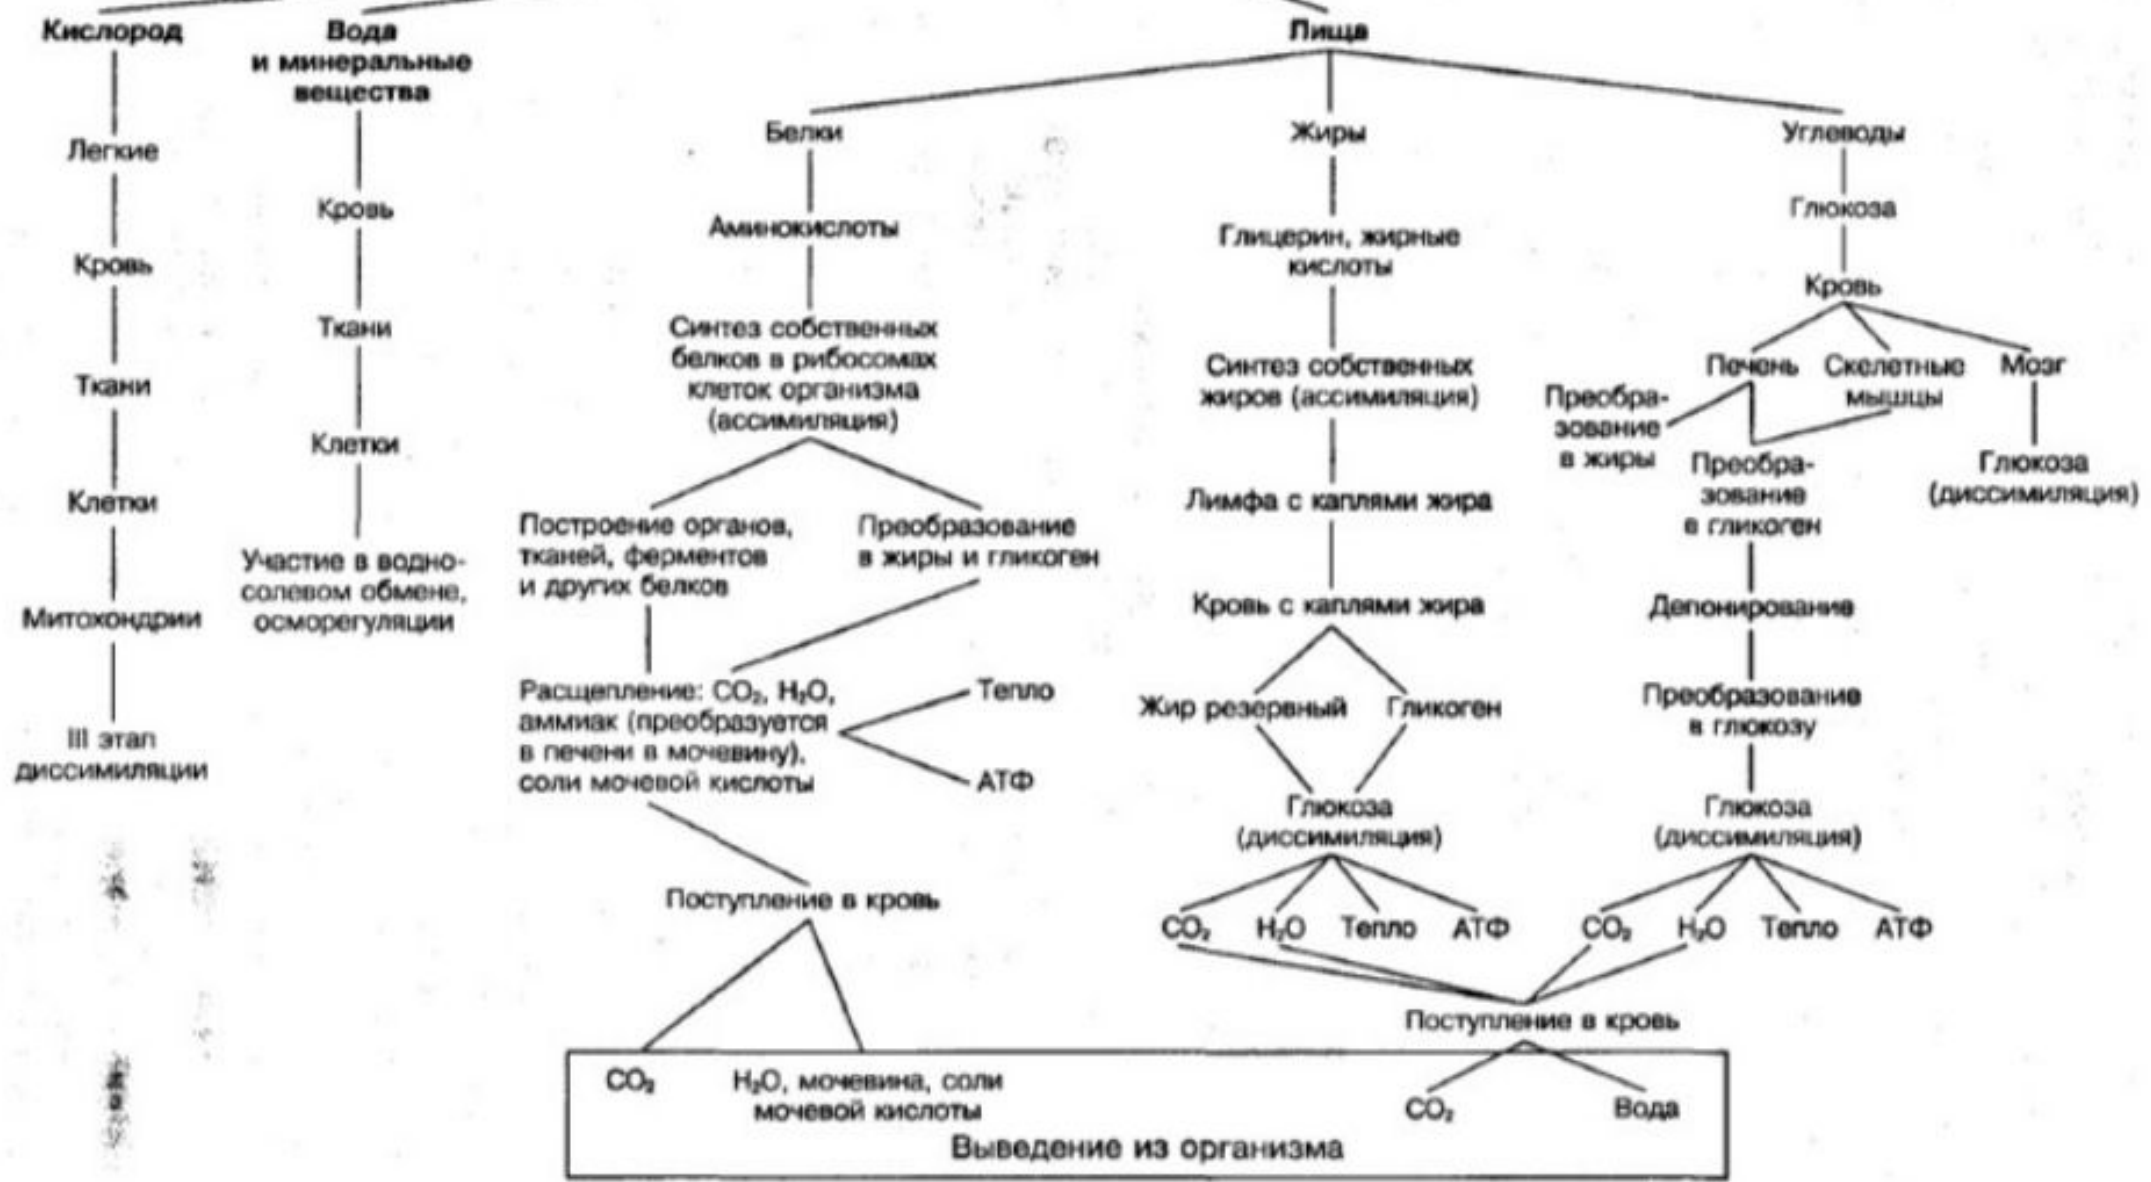 Кислород
Легкие
Кровь
Ткани
Клетки
Митохондрии
III этап
диссимиляции
Вода
и минеральные
вещества
Кровь
Ткани
Клетки
Участие в водно-
солевом обмене,
осморегуляции
Пища
Белки
Аминокислоты
Синтез собственных
белков в рибосомах
клеток организма
(ассимиляция)
Построение органов,
тканей, ферментов
и других белков
Преобразование
в жиры и гликоген
Расщепление: CO₂, H₂O,
аммиак (преобразуется
в печени в мочевину),
соли мочевой кислоты
Тепло
АТФ
Поступление в кровь
CO₂
H₂O, мочевина, соли
мочевой кислоты
Жиры
Глицерин, жирные
кислоты
Синтез собственных
жиров (ассимиляция)
Лимфа с каплями жира
Кровь с каплями жира
Жир резервный
Гликоген
Глюкоза
(диссимиляция)
CO₂ H₂O Тепло АТФ
Углеводы
Глюкоза
Кровь
Печень
Скелетные
мышцы
Мозг
Преобра-
зование
в жиры
Преобра-
зование
в гликоген
Глюкоза
(диссимиляция)
Депонирование
Преобразование
в глюкозу
Глюкоза
(диссимиляция)
CO₂ H₂O Тепло АТФ
Поступление в кровь
CO₂
Вода
Выведение из организма